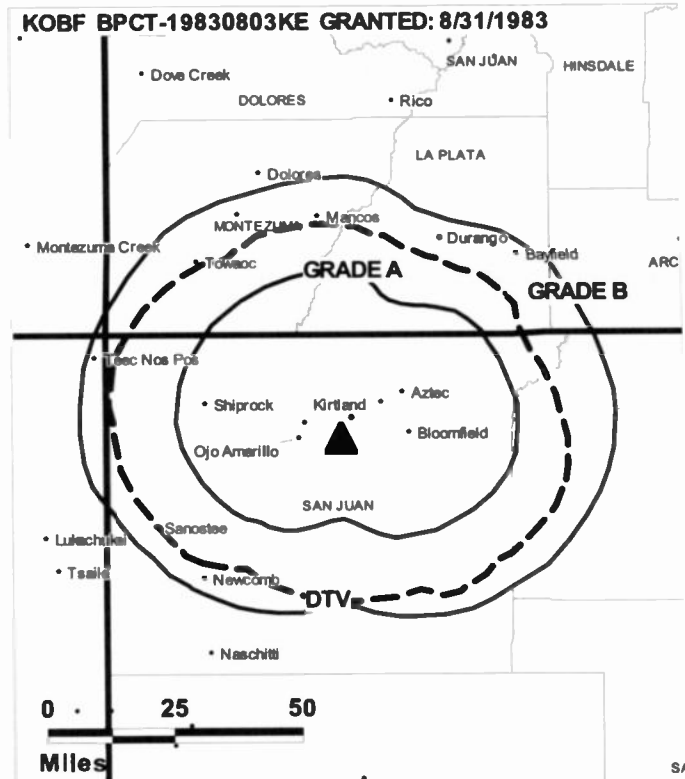 KOBF BPCT-19830803KE GRANTED: 8/31/1983
SAN JUAN
HINSDALE
Dove Creek
DOLORES
Rico
LA PLATA
Dolores
MONTEZUMA
Mancos
Durango
Montezuma Creek
Bayfield
Towaoc
ARC
GRADE A
GRADE B
Teec Nos Pos
Shiprock
Kirtland
Aztec
Ojo Amarillo
Bloomfield
SAN JUAN
Sanostee
Lukachukai
Tsaile
Newcomb
DTV
Naschitti
0 25 50
Miles
SA